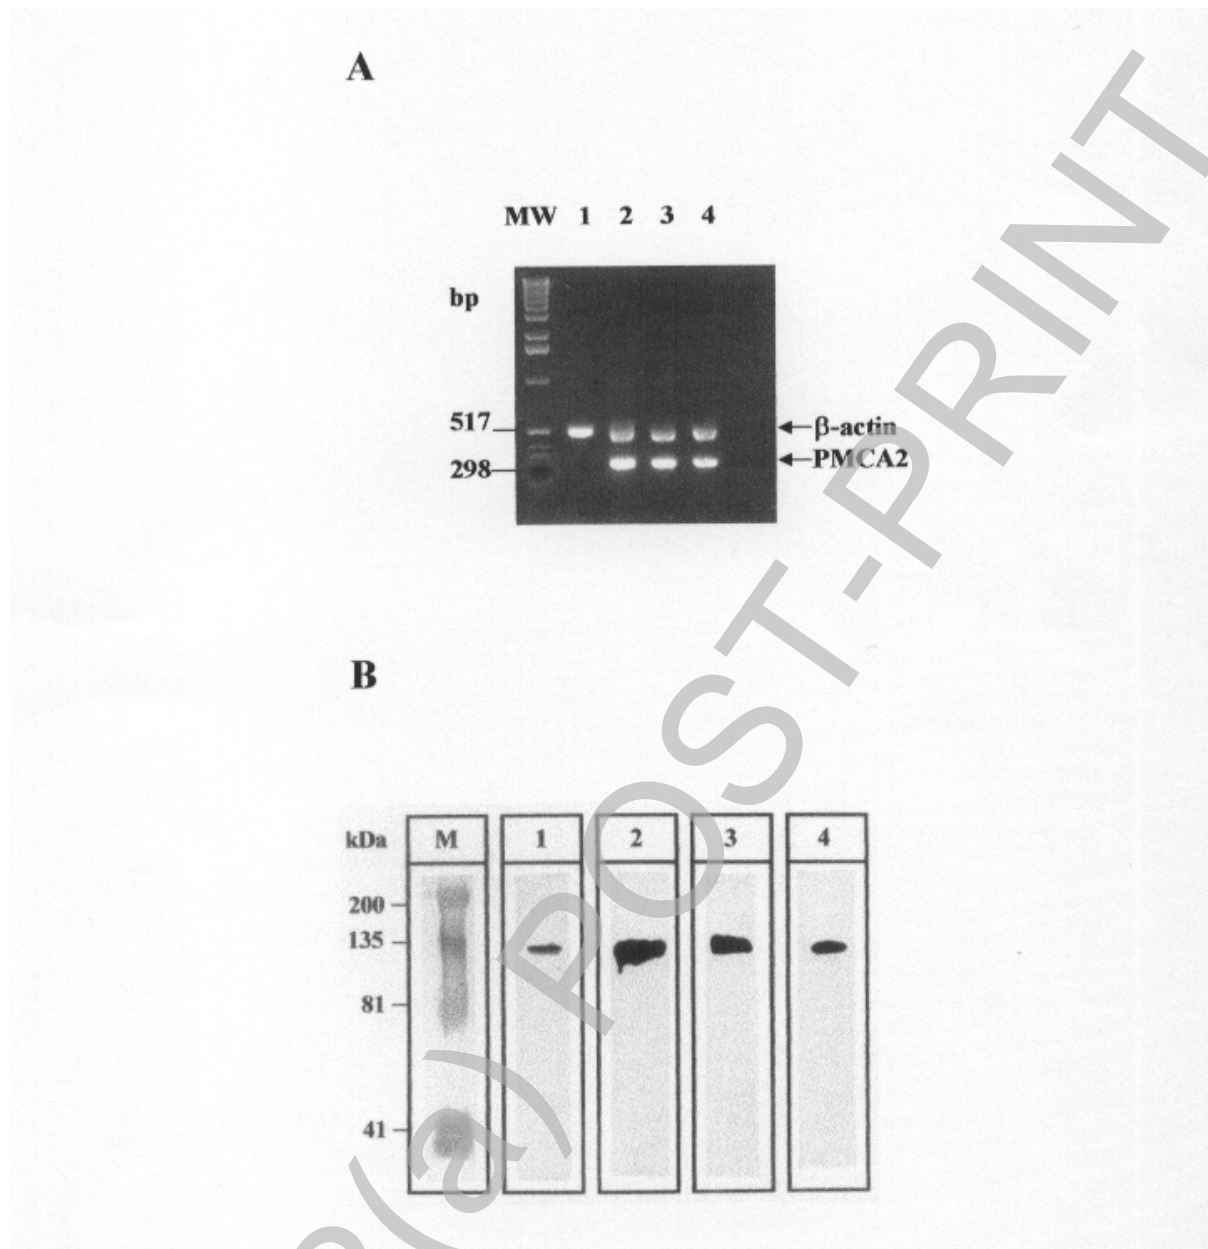 A
MW 1 2 3 4
bp
517
β-actin
298
PMCA2
B
kDa M 1 2 3 4
200
135
81
41
(a) POST-PRINT